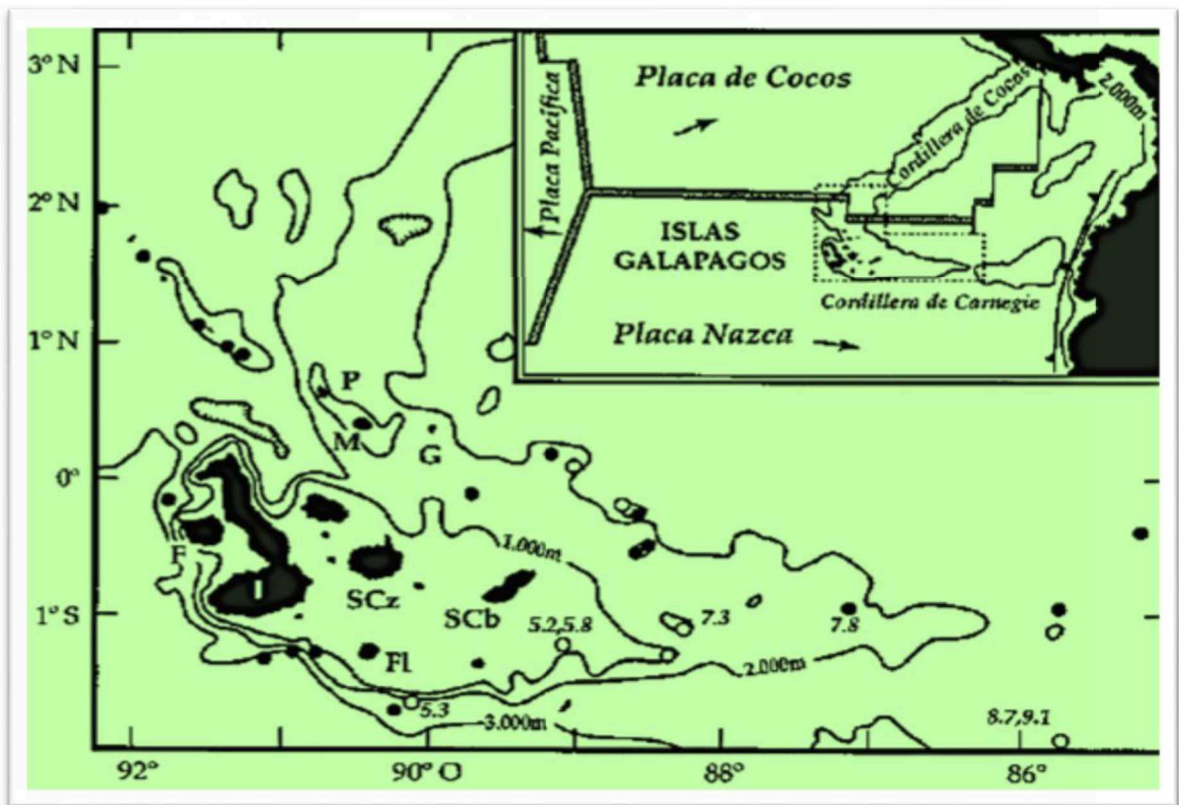 3° N
2° N
1° N
0°
1° S
92°
90° O
88°
86°
P
M
G
F
I
SCz
SCb
Fl
1.000m
5.2,5.8
7.3
7.8
5.3
2.000m
3.000m
8.7,9.1
Placa de Cocos
Placa Pacífica
Cordillera de Cocos
2.000m
ISLAS
GALAPAGOS
Cordillera de Carnegie
Placa Nazca